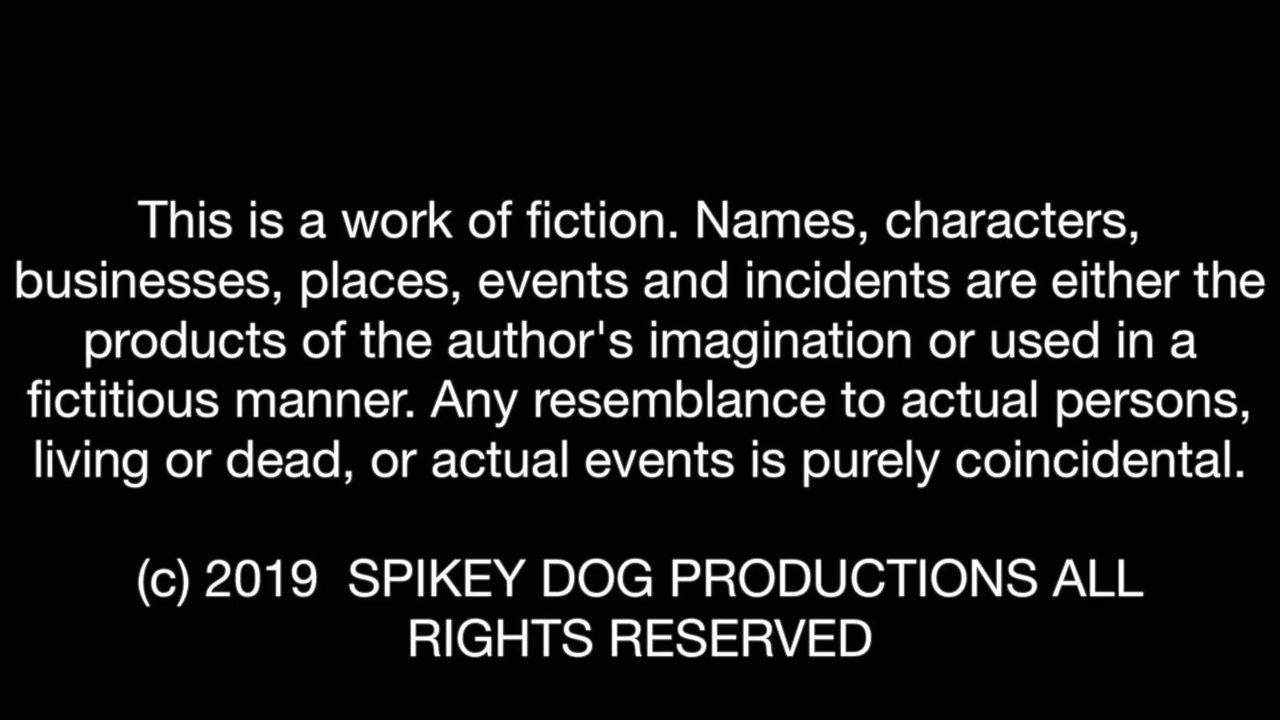 This is a work of fiction. Names, characters,
businesses, places, events and incidents are either the
products of the author's imagination or used in a
fictitious manner. Any resemblance to actual persons,
living or dead, or actual events is purely coincidental.
(c) 2019  SPIKEY DOG PRODUCTIONS ALL
RIGHTS RESERVED